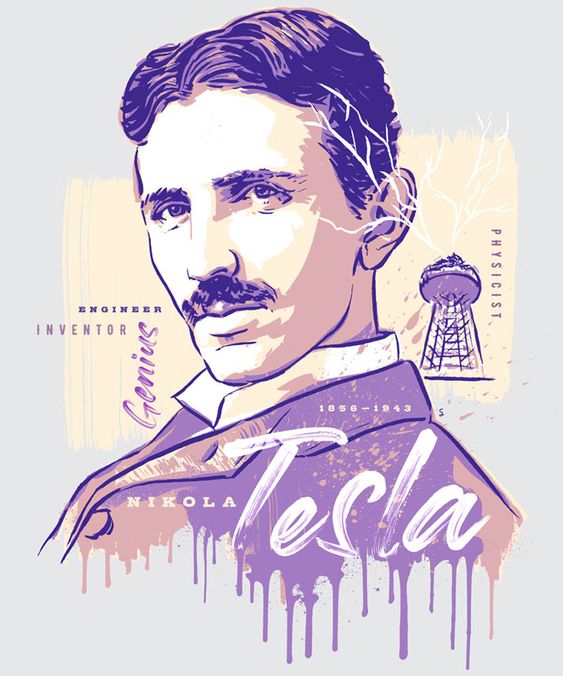 PHYSICIST
ENGINEER
INVENTOR
Genius
1856–1943
S
NIKOLA
Tesla